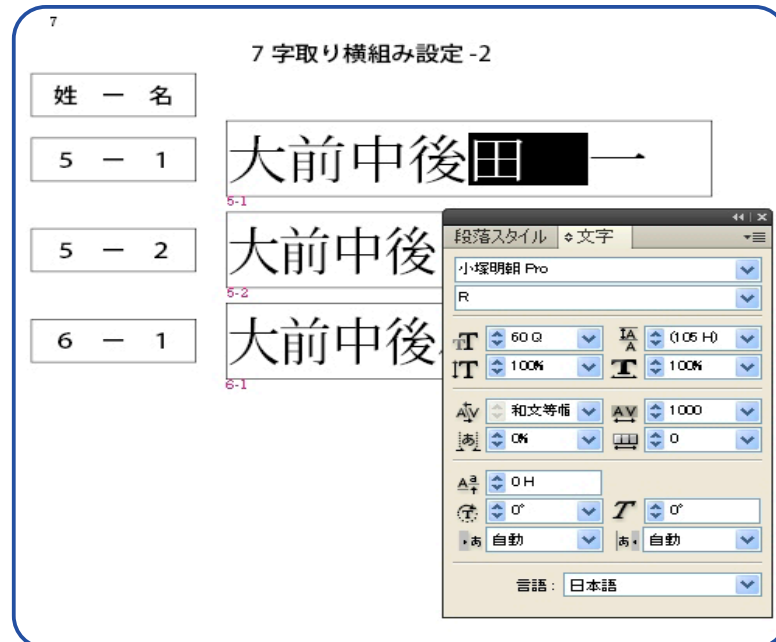 7
7 字取り横組み設定 -2
姓 ー 名
5 ー 1
大前中後田 一
5-1
5 ー 2
大前中後
5-2
6 ー 1
大前中後
6-1
段落スタイル 文字
小塚明朝 Pro
R
60 Q (105 H)
100% 100%
和文等幅 1000
0% 0
0 H
0° 0°
自動 自動
言語 : 日本語